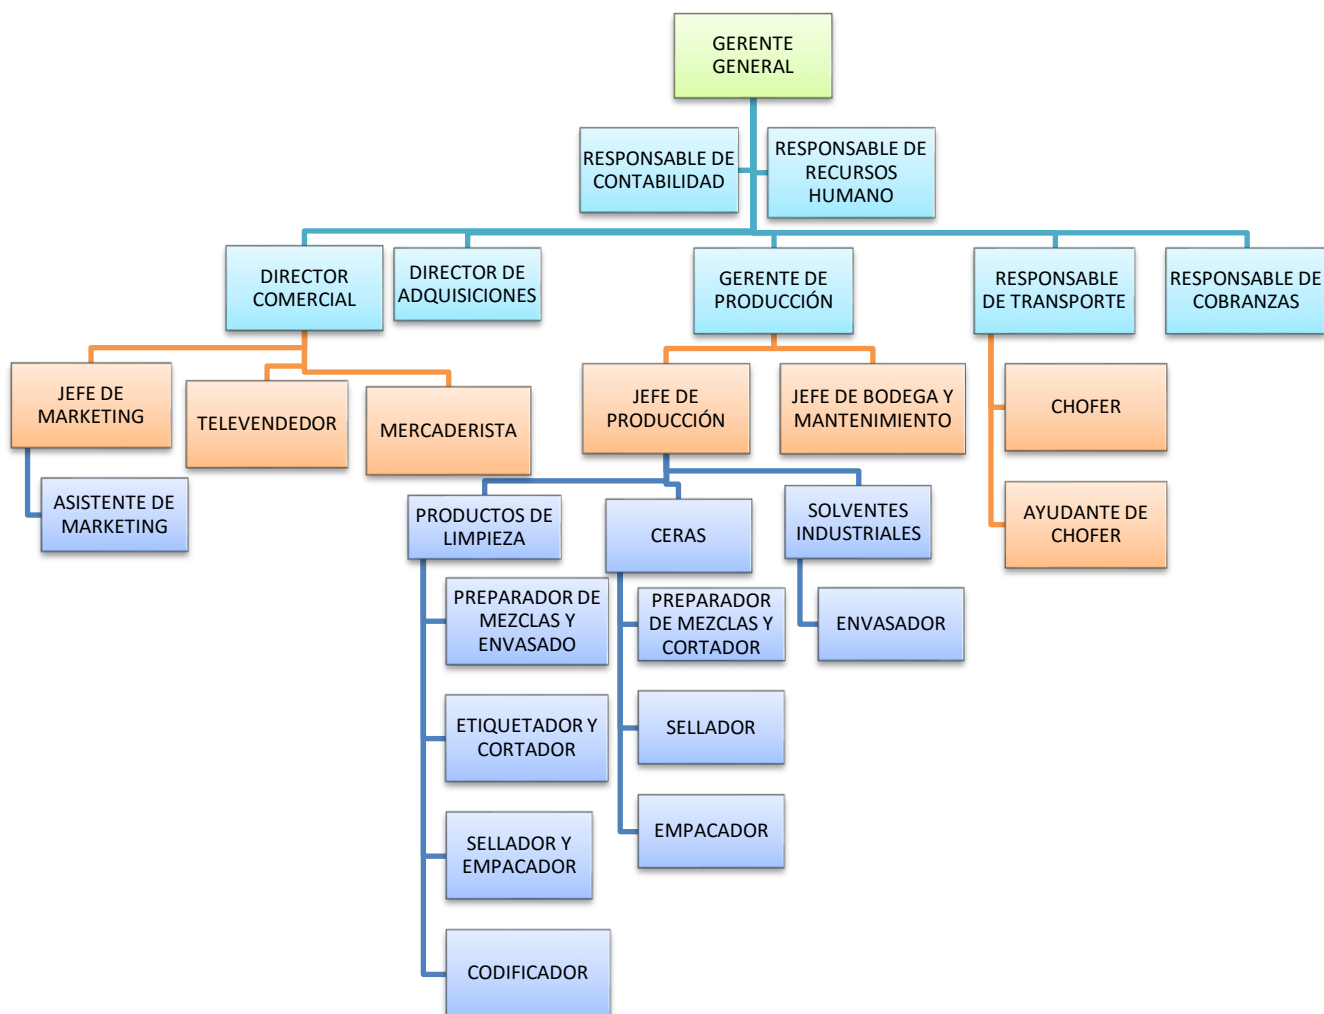 GERENTE
GENERAL
RESPONSABLE DE
CONTABILIDAD
RESPONSABLE DE
RECURSOS
HUMANO
DIRECTOR
COMERCIAL
DIRECTOR DE
ADQUISICIONES
GERENTE DE
PRODUCCIÓN
RESPONSABLE
DE TRANSPORTE
RESPONSABLE DE
COBRANZAS
JEFE DE
MARKETING
TELEVENDEDOR
MERCADERISTA
JEFE DE
PRODUCCIÓN
JEFE DE BODEGA Y
MANTENIMIENTO
CHOFER
ASISTENTE DE
MARKETING
PRODUCTOS DE
LIMPIEZA
CERAS
SOLVENTES
INDUSTRIALES
AYUDANTE DE
CHOFER
PREPARADOR DE
MEZCLAS Y
ENVASADO
PREPARADOR
DE MEZCLAS Y
CORTADOR
ENVASADOR
ETIQUETADOR Y
CORTADOR
SELLADOR
SELLADOR Y
EMPACADOR
EMPACADOR
CODIFICADOR